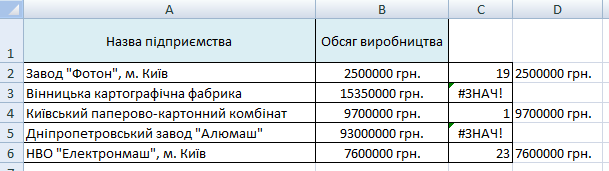 A B C D
1 Назва підприємства Обсяг виробництва
2 Завод "Фотон", м. Київ 2500000 грн. 19 2500000 грн.
3 Вінницька картографічна фабрика 15350000 грн. #ЗНАЧ!
4 Київський паперово-картонний комбінат 9700000 грн. 1 9700000 грн.
5 Дніпропетровський завод "Алюмаш" 93000000 грн. #ЗНАЧ!
6 НВО "Електронмаш", м. Київ 7600000 грн. 23 7600000 грн.